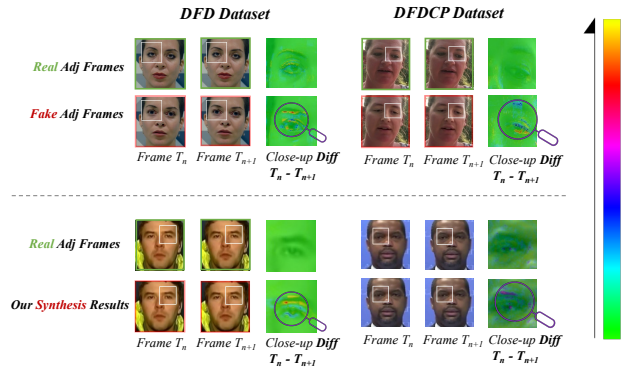 DFD Dataset DFDCP Dataset
Real Adj Frames
Fake Adj Frames
Frame Tn Frame Tn+1 Close-up Diff Frame Tn Frame Tn+1 Close-up Diff
Tn - Tn+1 Tn - Tn+1
Real Adj Frames
Our Synthesis Results
Frame Tn Frame Tn+1 Close-up Diff Frame Tn Frame Tn+1 Close-up Diff
Tn - Tn+1 Tn - Tn+1